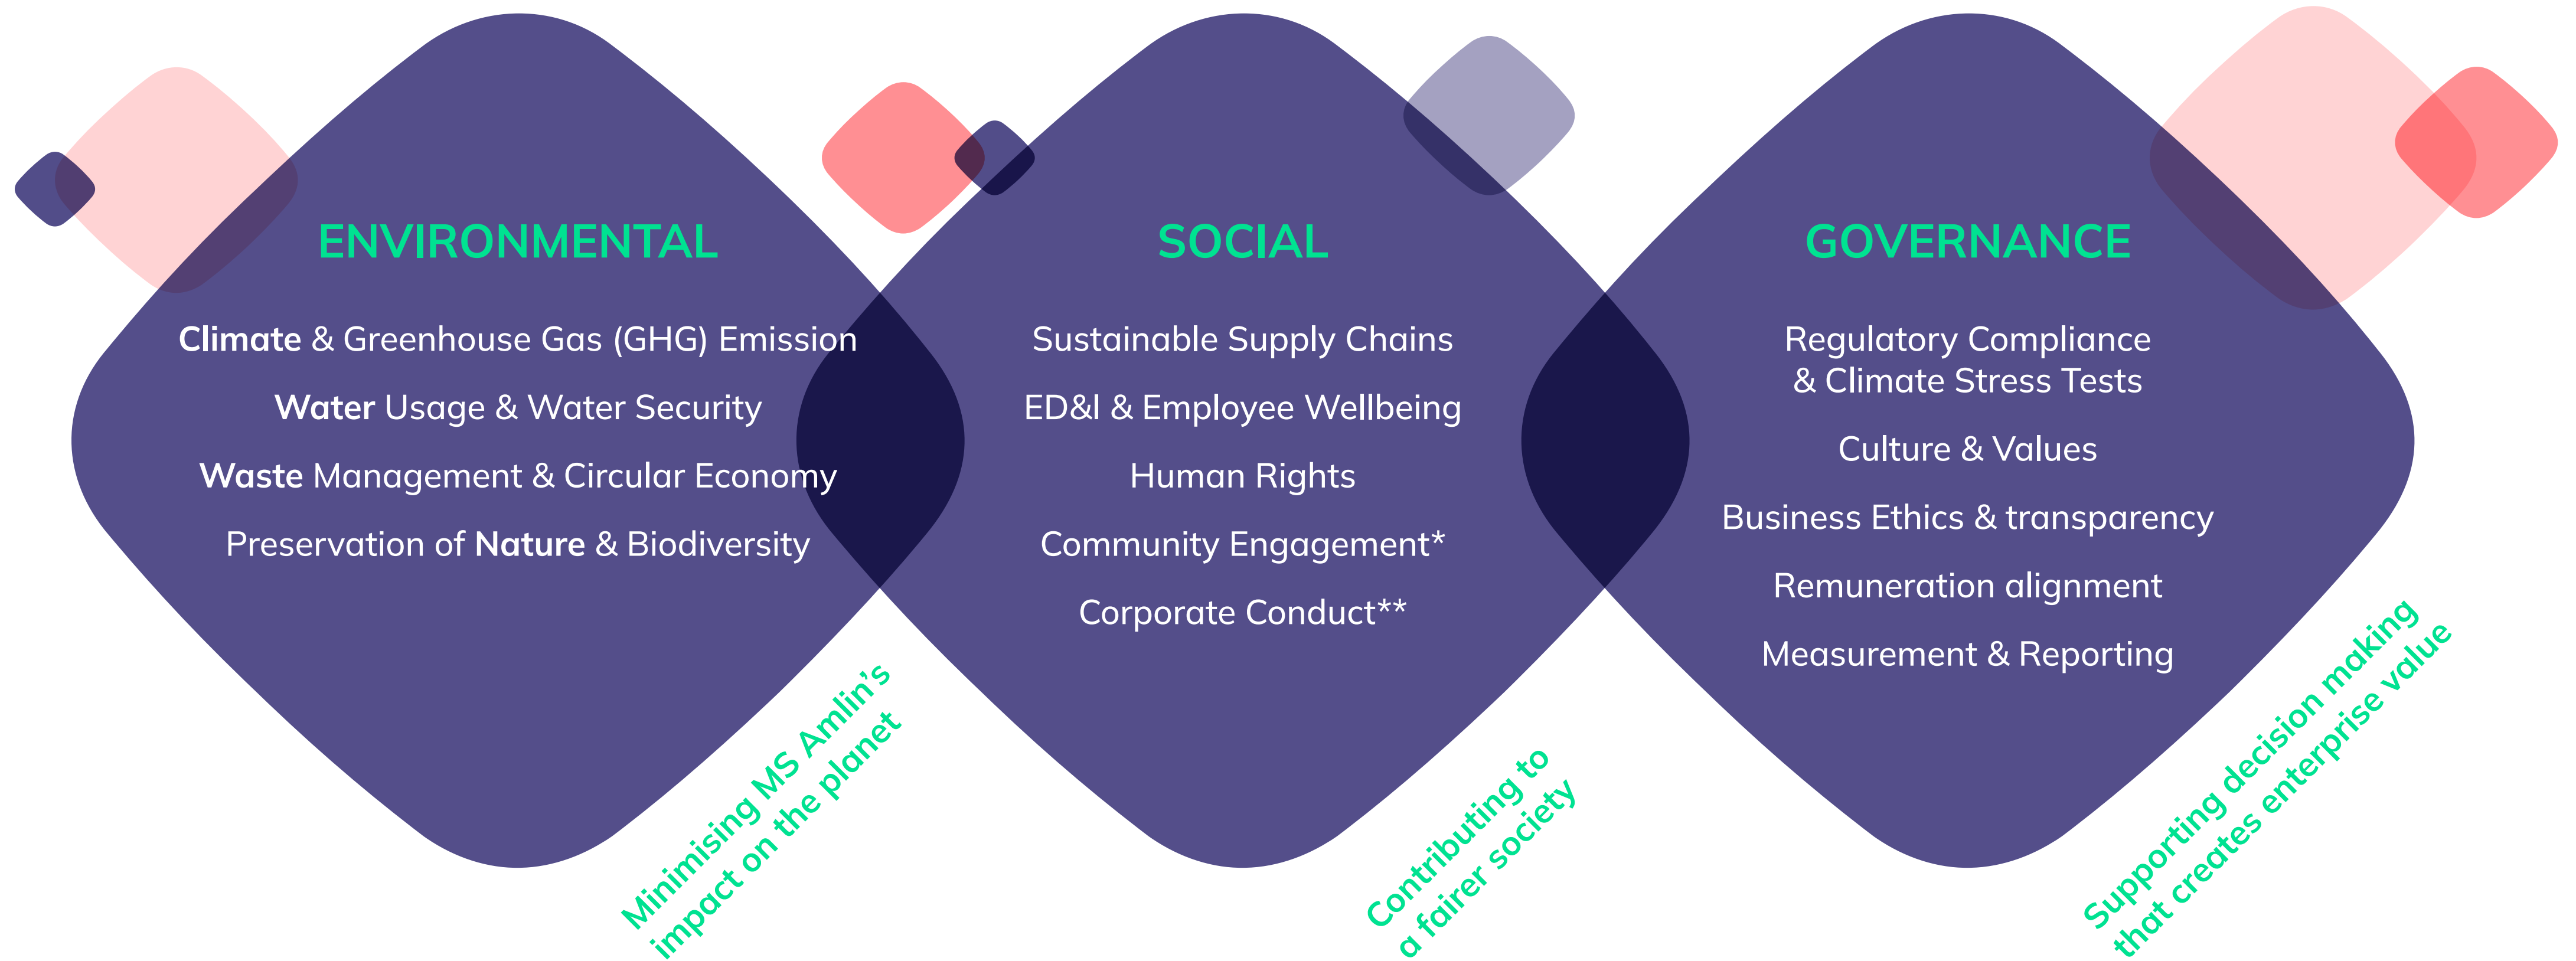 ENVIRONMENTAL
Climate & Greenhouse Gas (GHG) Emission
Water Usage & Water Security
Waste Management & Circular Economy
Preservation of Nature & Biodiversity
Minimising MS Amlin’s
impact on the planet
SOCIAL
Sustainable Supply Chains
ED&I & Employee Wellbeing
Human Rights
Community Engagement*
Corporate Conduct**
Contributing to
a fairer society
GOVERNANCE
Regulatory Compliance
& Climate Stress Tests
Culture & Values
Business Ethics & transparency
Remuneration alignment
Measurement & Reporting
Supporting decision making
that creates enterprise value